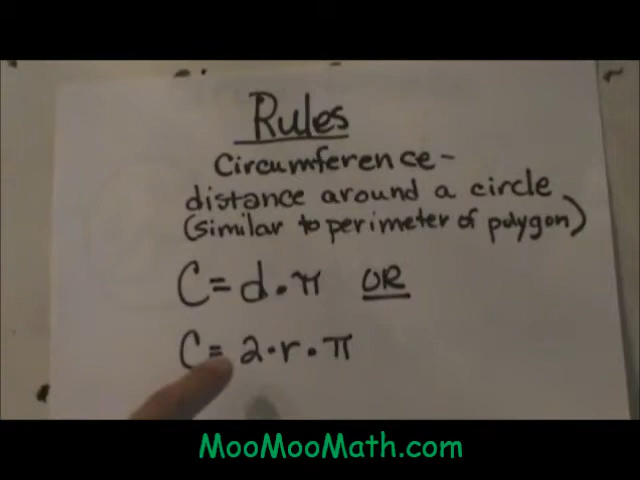 Rules
Circumference-
distance around a circle
(similar to perimeter of polygon)
C= d·π OR
C= 2·r·π
MooMooMath.com